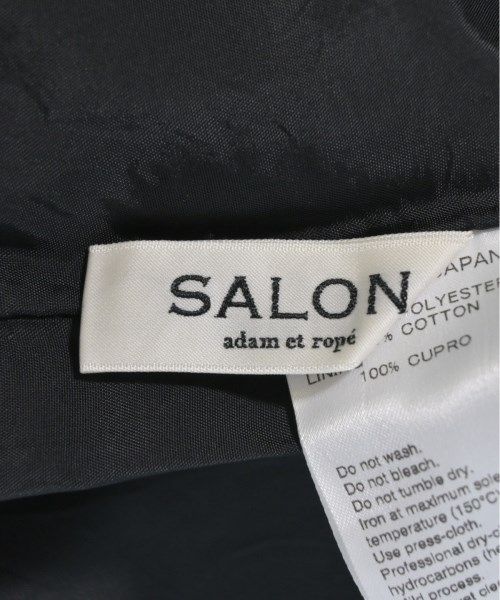 SALON
adam et ropé
JAPAN
POLYESTER
% COTTON
100% CUPRO
Do not wash.
Do not bleach.
Do not tumble dry.
Iron at maximum sole
temperature (150°C
Use press-cloth.
Professional dry-c
hydrocarbons (h
process.